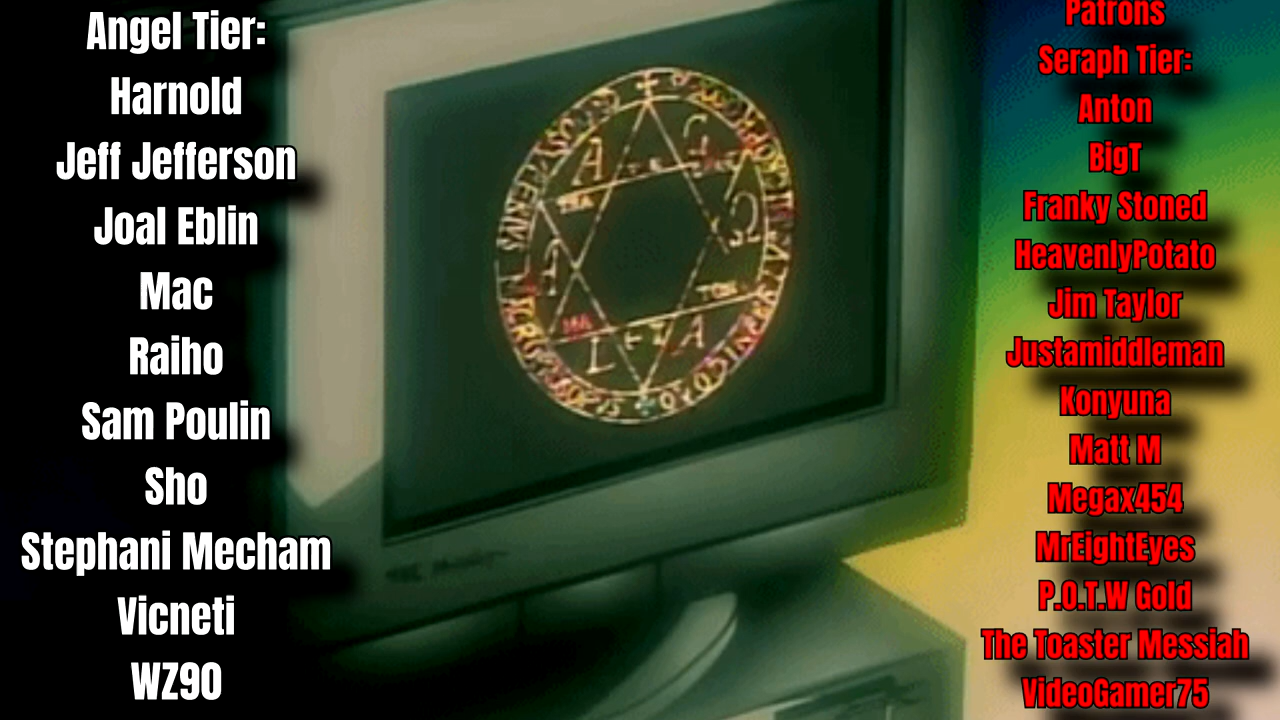 Angel Tier:
Harnold
Jeff Jefferson
Joal Eblin
Mac
Raiho
Sam Poulin
Sho
Stephani Mecham
Vicneti
WZ90
A
Ω
TON
L
A
Patrons
Seraph Tier:
Anton
BigT
Franky Stoned
HeavenlyPotato
Jim Taylor
Justamiddleman
Konyuna
Matt M
Megax454
MrEightEyes
P.O.T.W Gold
The Toaster Messiah
VideoGamer75